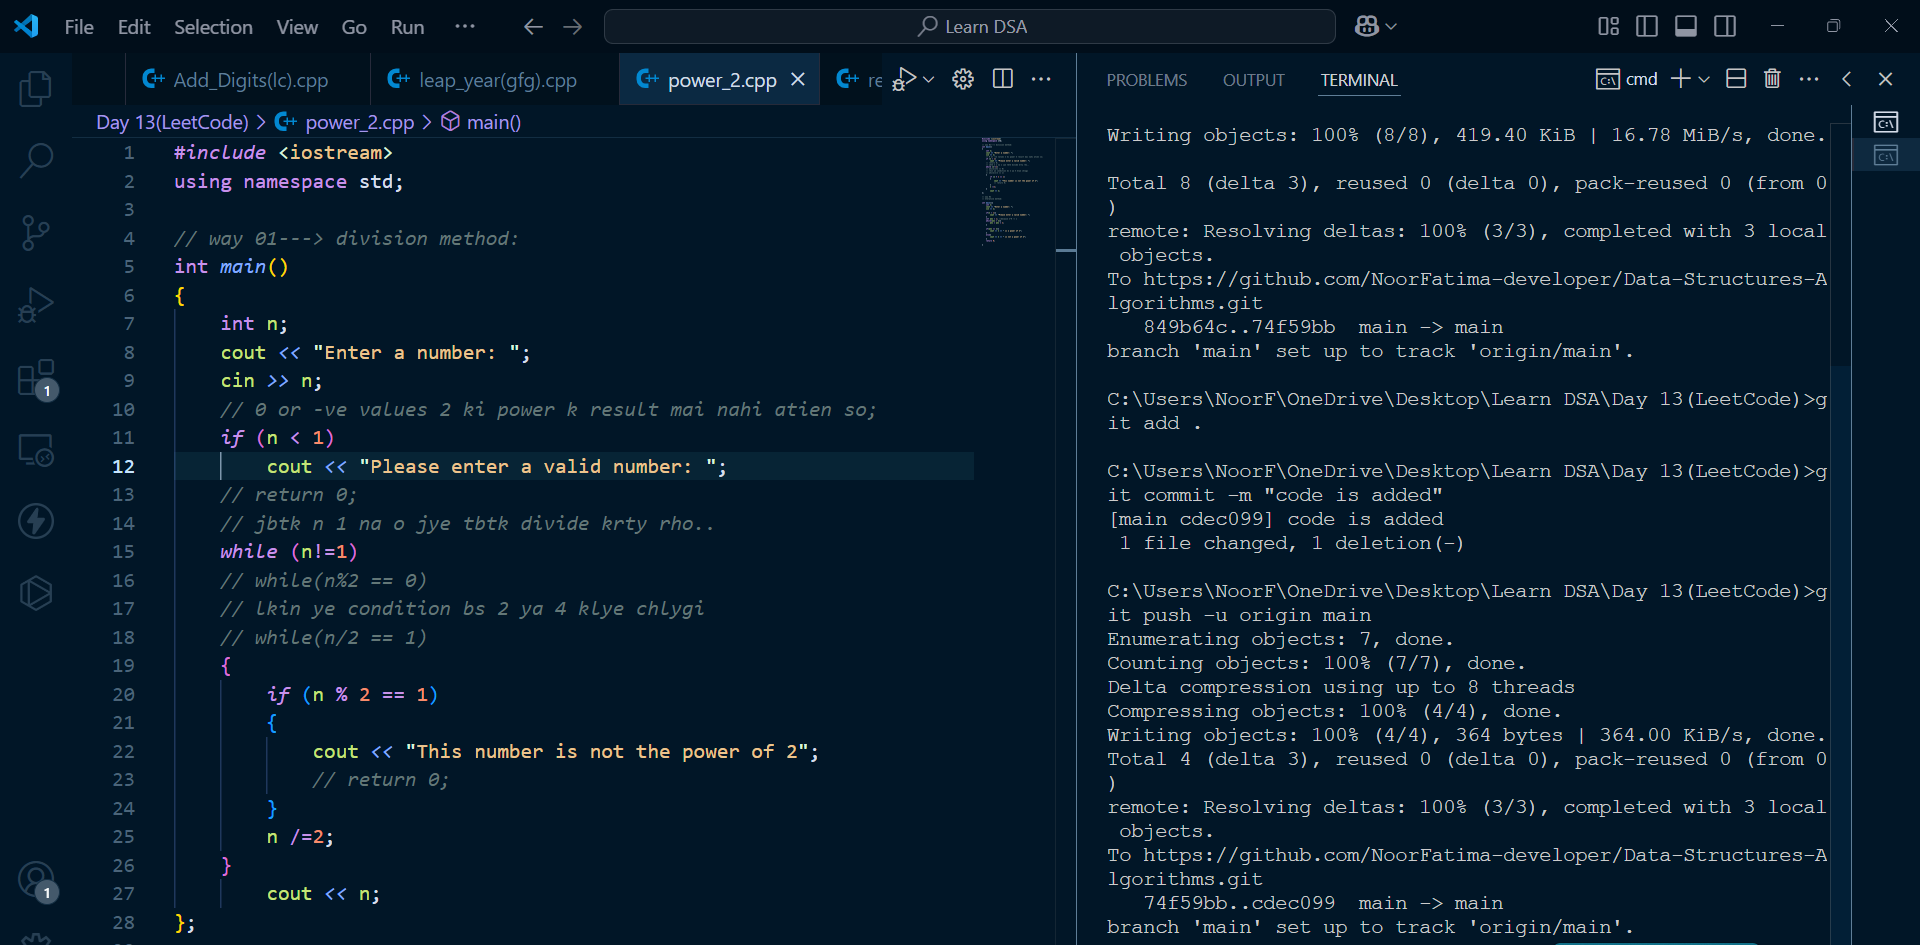 File Edit Selection View Go Run ··· Learn DSA
Add_Digits(lc).cpp leap_year(gfg).cpp power_2.cpp re
Day 13(LeetCode) > power_2.cpp > main()
1 #include <iostream>
2 using namespace std;
3
4 // way 01---> division method:
5 int main()
6 {
7 int n;
8 cout << "Enter a number: ";
9 cin >> n;
10 // 0 or -ve values 2 ki power k result mai nahi atien so;
11 if (n < 1)
12 cout << "Please enter a valid number: ";
13 // return 0;
14 // jbtk n 1 na o jye tbtk divide krty rho..
15 while (n!=1)
16 // while(n%2 == 0)
17 // lkin ye condition bs 2 ya 4 klye chlygi
18 // while(n/2 == 1)
19 {
20 if (n % 2 == 1)
21 {
22 cout << "This number is not the power of 2";
23 // return 0;
24 }
25 n /=2;
26 }
27 cout << n;
28 };
1
1
PROBLEMS OUTPUT TERMINAL cmd
Writing objects: 100% (8/8), 419.40 KiB | 16.78 MiB/s, done.
Total 8 (delta 3), reused 0 (delta 0), pack-reused 0 (from 0
)
remote: Resolving deltas: 100% (3/3), completed with 3 local
objects.
To https://github.com/NoorFatima-developer/Data-Structures-A
lgorithms.git
849b64c..74f59bb main -> main
branch 'main' set up to track 'origin/main'.
C:\Users\NoorF\OneDrive\Desktop\Learn DSA\Day 13(LeetCode)>g
it add .
C:\Users\NoorF\OneDrive\Desktop\Learn DSA\Day 13(LeetCode)>g
it commit -m "code is added"
[main cdec099] code is added
1 file changed, 1 deletion(-)
C:\Users\NoorF\OneDrive\Desktop\Learn DSA\Day 13(LeetCode)>g
it push -u origin main
Enumerating objects: 7, done.
Counting objects: 100% (7/7), done.
Delta compression using up to 8 threads
Compressing objects: 100% (4/4), done.
Writing objects: 100% (4/4), 364 bytes | 364.00 KiB/s, done.
Total 4 (delta 3), reused 0 (delta 0), pack-reused 0 (from 0
)
remote: Resolving deltas: 100% (3/3), completed with 3 local
objects.
To https://github.com/NoorFatima-developer/Data-Structures-A
lgorithms.git
74f59bb..cdec099 main -> main
branch 'main' set up to track 'origin/main'.